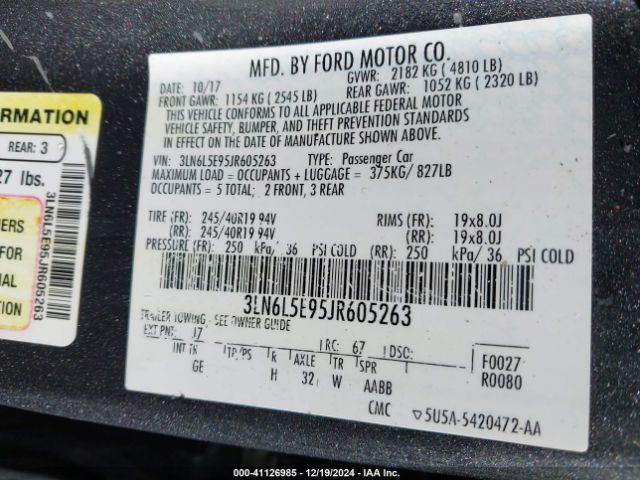 ORMATION
REAR: 3
27 lbs.
NERS
FOR
NAL
S
3LN6L5E95JR605263
MFD. BY FORD MOTOR CO.
DATE: 10/17 GVWR: 2182 KG ( 4810 LB)
FRONT GAWR: 1154 KG ( 2545 LB) REAR GAWR: 1052 KG ( 2320 LB)
THIS VEHICLE CONFORMS TO ALL APPLICABLE FEDERAL MOTOR
VEHICLE SAFETY, BUMPER, AND THEFT PREVENTION STANDARDS
IN EFFECT ON THE DATE OF MANUFACTURE SHOWN ABOVE.
VIN: 3LN6L5E95JR605263 TYPE: Passenger Car
MAXIMUM LOAD = OCCUPANTS + LUGGAGE = 375KG/ 827LB
OCCUPANTS = 5 TOTAL; 2 FRONT, 3 REAR
TIRE (FR): 245/40R19 94V RIMS (FR): 19x8.0J
(RR): 245/40R19 94V (RR): 19x8.0J
PRESSURE (FR): 250 kPa/ 36 PSI COLD (RR): 250 kPa/ 36 PSI COLD
3LN6L5E95JR605263
TRAILER TOWING - SEE OWNER GUIDE
EXT PNT: J7 RC: 67 DSO:
INT TR TP/PS R AXLE TR SPR F0027
GE H 32 W AABB R0080
CMC 5U5A-5420472-AA
000-41126985 - 12/19/2024 - IAA Inc.